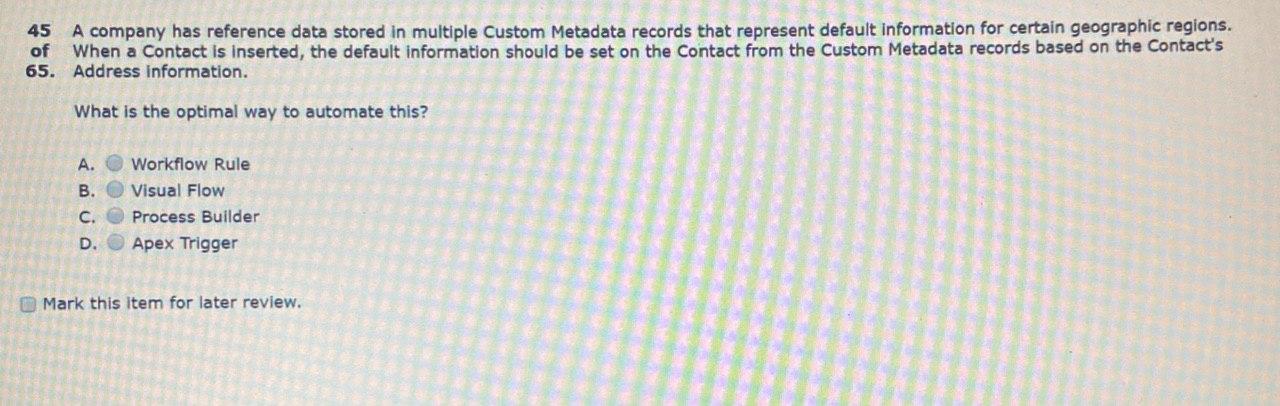 45 A company has reference data stored in multiple Custom Metadata records that represent default information for certain geographic regions.
of When a Contact is inserted, the default information should be set on the Contact from the Custom Metadata records based on the Contact's
65. Address information.
What is the optimal way to automate this?
A. Workflow Rule
B. Visual Flow
C. Process Builder
D. Apex Trigger
Mark this item for later review.